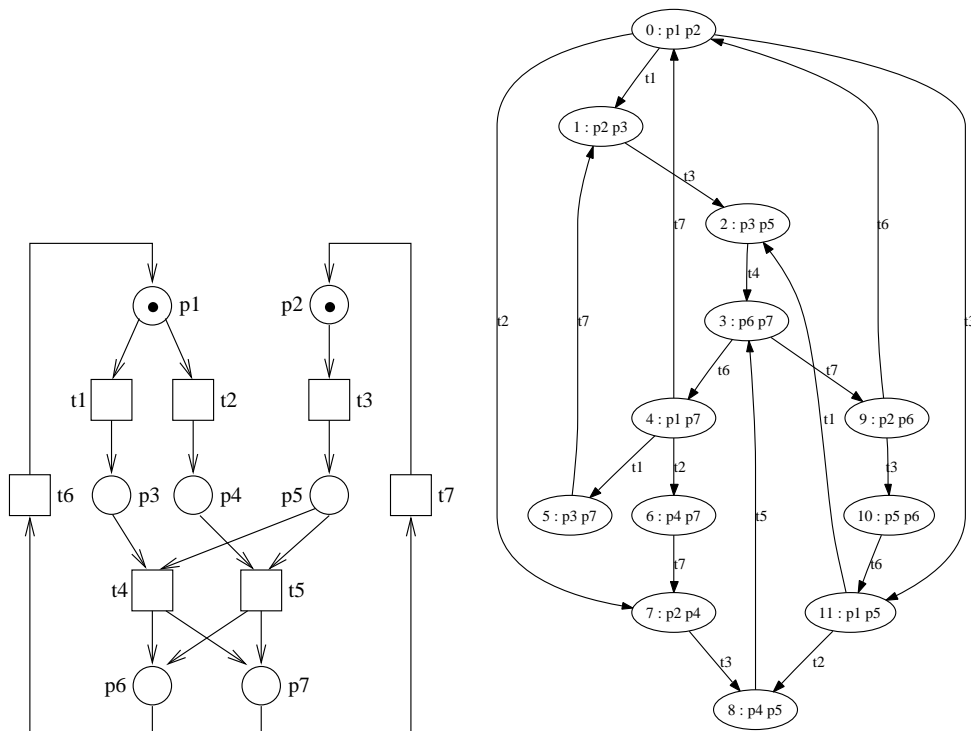 p1
p2
t1
t2
t3
t6
p3
p4
p5
t7
t4
t5
p6
p7
0 : p1 p2
t1
1 : p2 p3
t3
2 : p3 p5
t7
t6
t4
3 : p6 p7
t2
t7
t3
t6
t7
4 : p1 p7
9 : p2 p6
t1
t1
t2
t3
5 : p3 p7
6 : p4 p7
10 : p5 p6
t5
t7
t6
7 : p2 p4
11 : p1 p5
t3
t2
8 : p4 p5